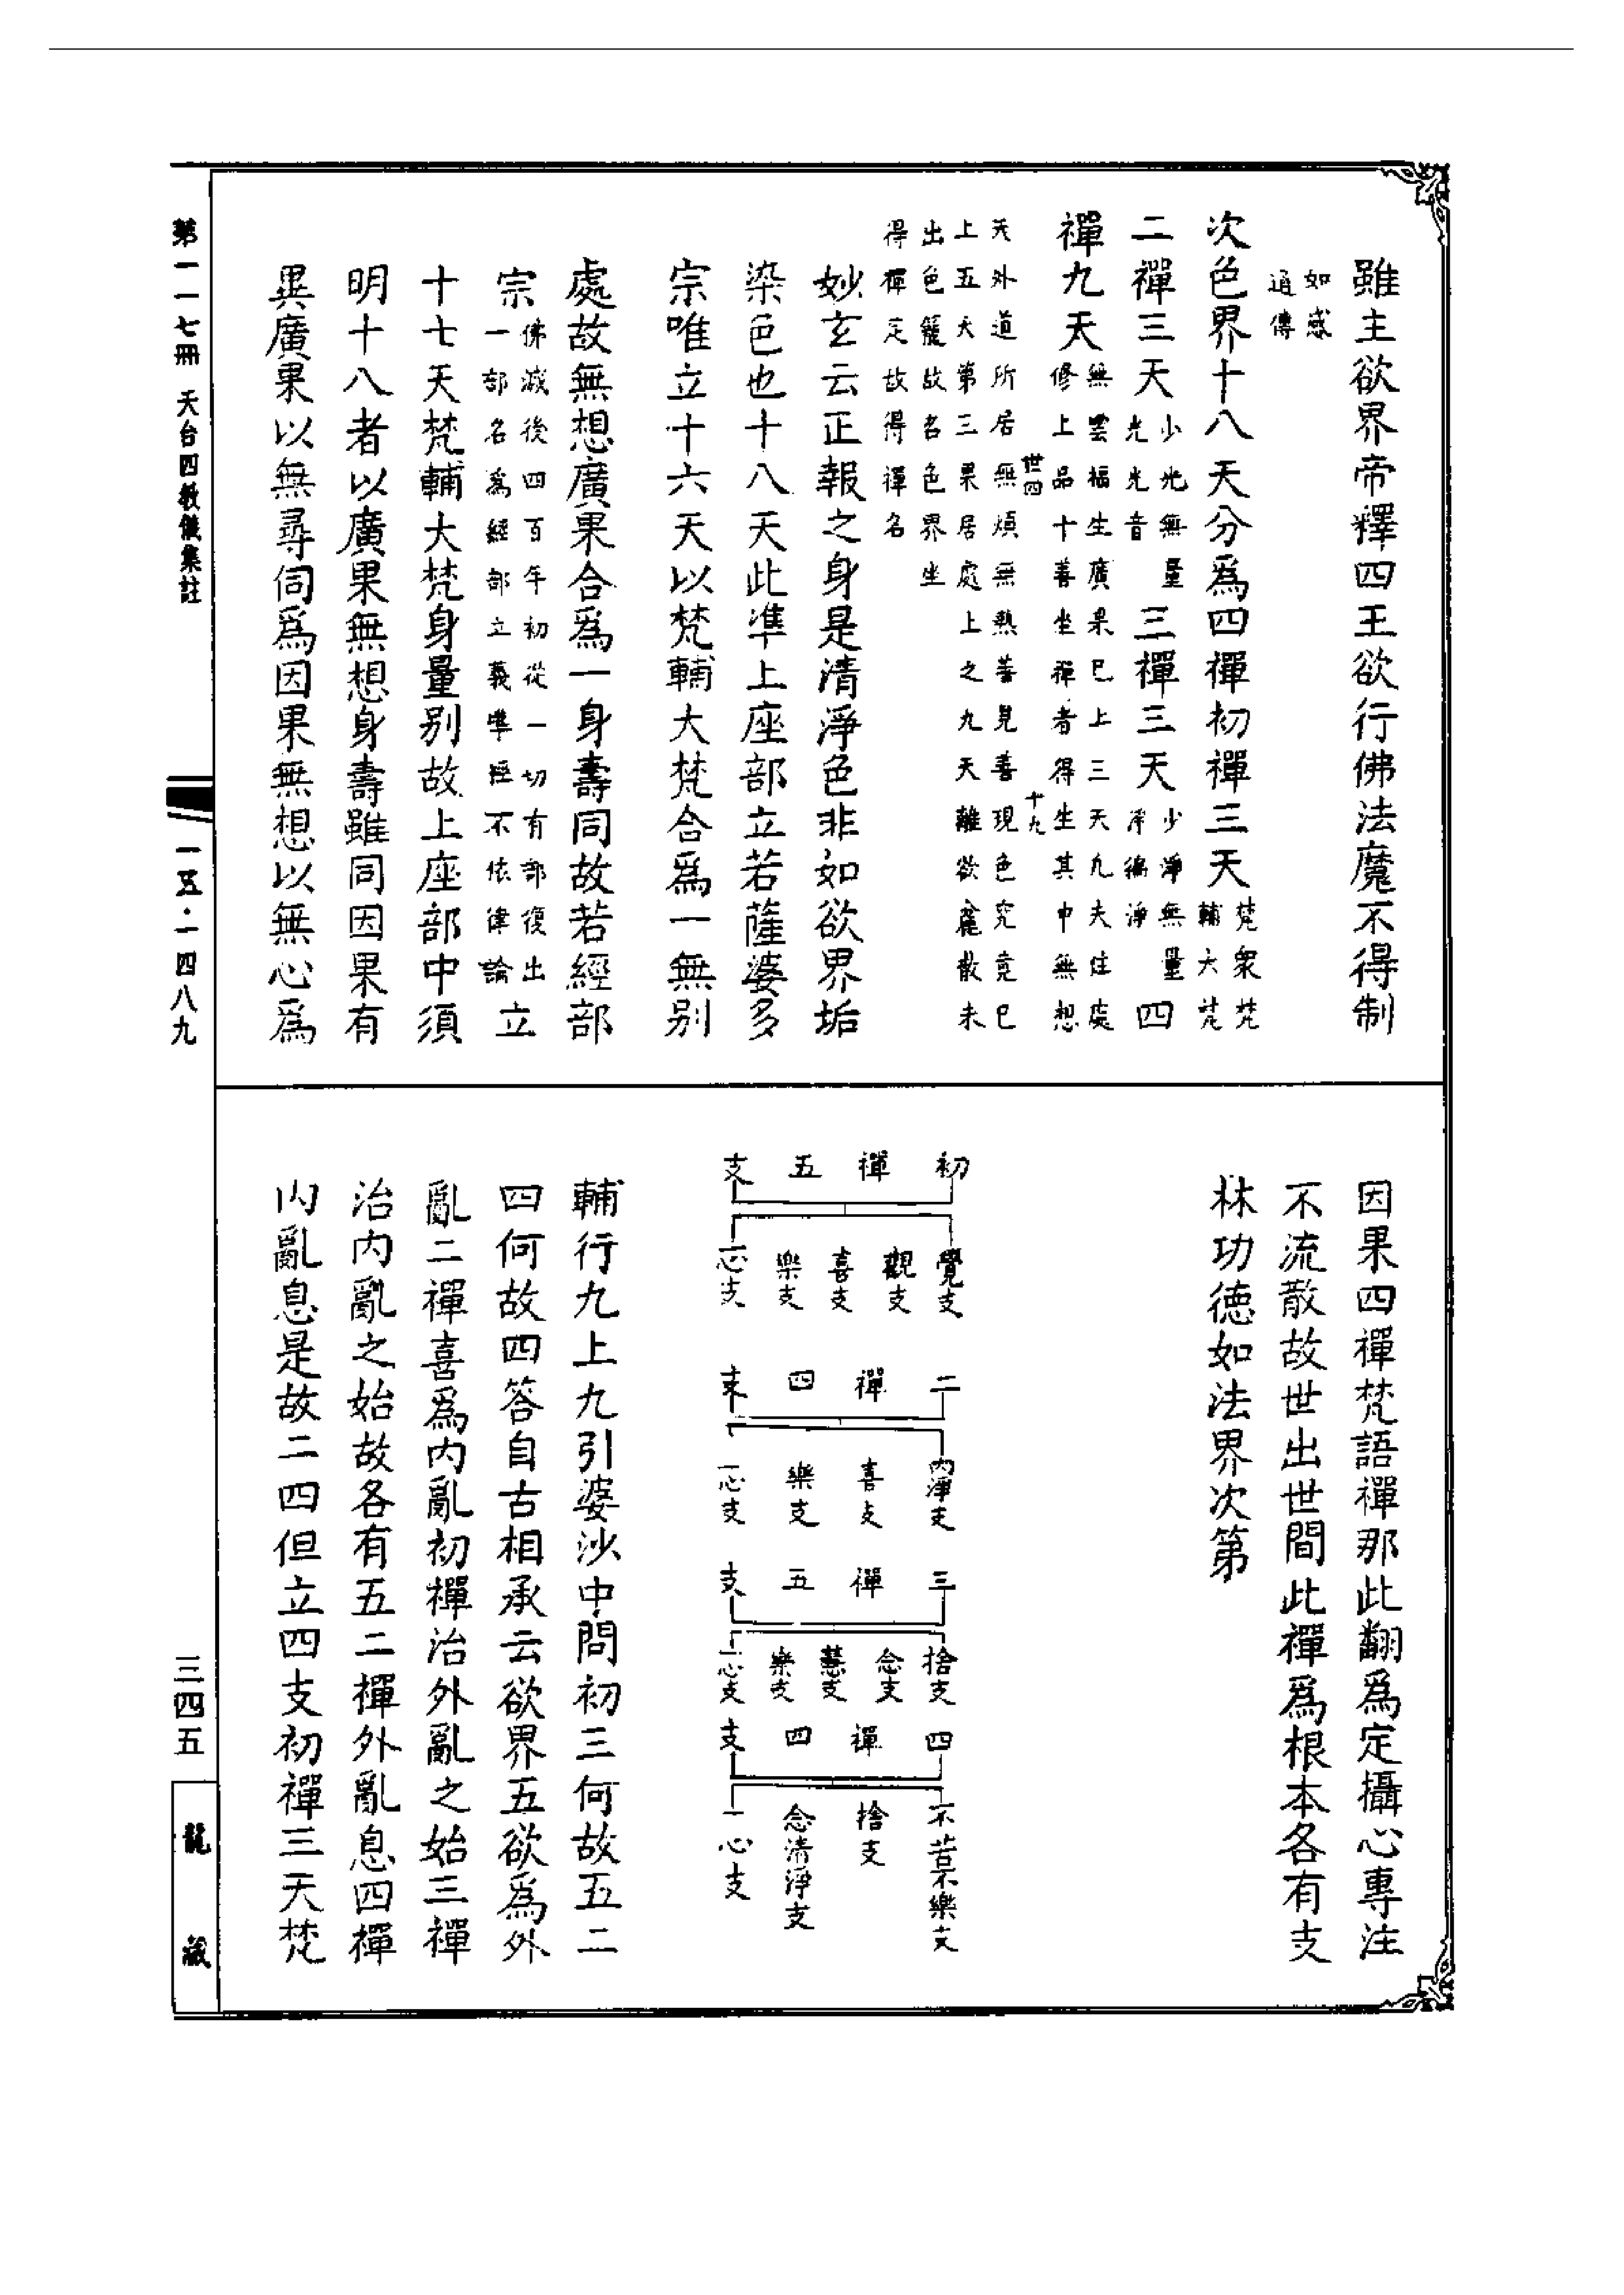 雖主欲界帝釋四王欲行佛法魔不得制
如感
通傳
次色界十八天分爲四禪初禪三天梵衆梵輔大梵
二禪三天少光無量光光音三禪三天少淨無量淨徧淨四
禪九天無雲福生廣果已上三天凡夫住處修上品十善坐禪者得生其中無想
世四
十九
天外道所居無煩無熱善見善現色究竟已
上五天第三果居處上之九天離欲麤散未
出色籠故名色界坐
得禪定故得禪名
妙玄云正報之身是清淨色非如欲界垢
染色也十八天此準上座部立若薩婆多
宗唯立十六天以梵輔大梵合爲一無别
處故無想廣果合爲一身壽同故若經部
宗佛滅後四百年初從一切有部復出一部名爲經部立義準經不依律論立
十七天梵輔大梵身量别故上座部中須
明十八者以廣果無想身壽雖同因果有
異廣果以無尋伺爲因果無想以無心爲
因果四禪梵語禪那此翻爲定攝心專注
不流散故世出世間此禪爲根本各有支
林功德如法界次第
初禪五支
覺支
觀支
喜支
樂支
一心支
二禪四支
内淨支
喜支
樂支
一心支
三禪五支
捨支
念支
慧支
樂支
一心支
四禪四支
不苦不樂支
捨支
念清淨支
一心支
輔行九上九引婆沙中問初三何故五二
四何故四答自古相承云欲界五欲爲外
亂二禪喜爲内亂初禪治外亂之始三禪
治内亂之始故各有五二禪外亂息四禪
内亂息是故二四但立四支初禪三天梵
第一一七冊 天台四教儀集註
一五·一四八九
三四五
龍藏